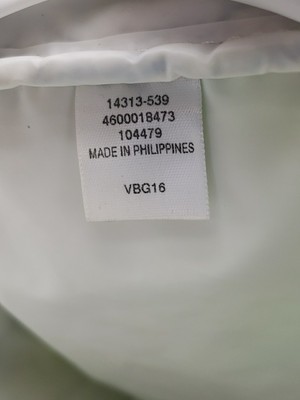 14313-539
4600018473
104479
MADE IN PHILIPPINES
VBG16